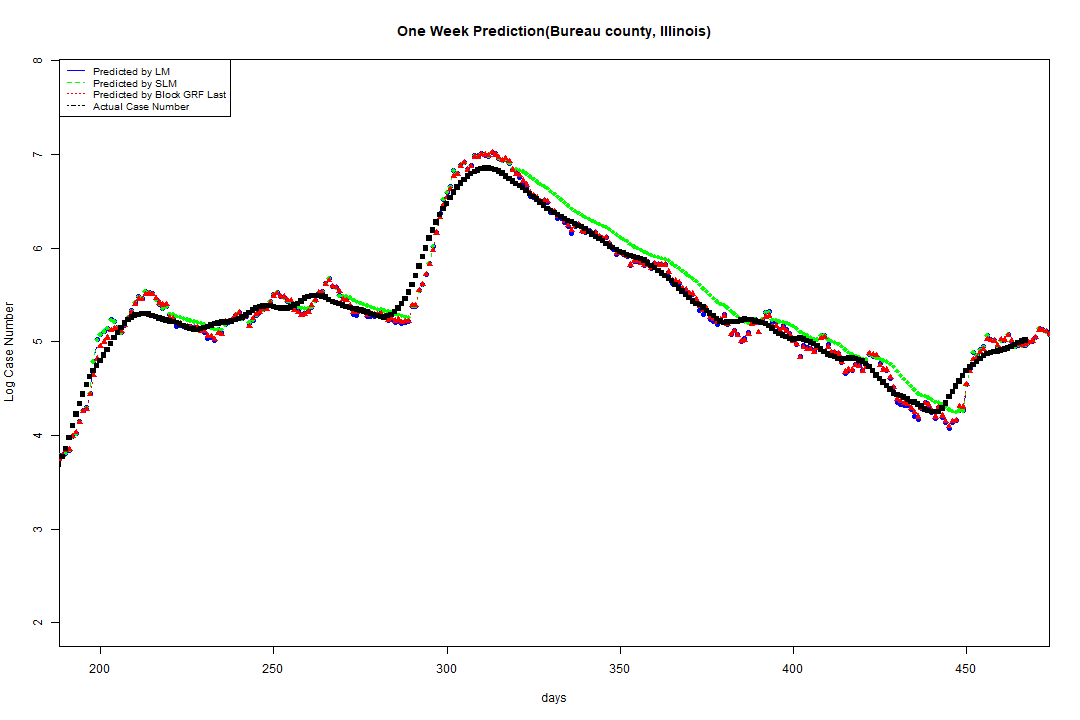 One Week Prediction(Bureau county, Illinois)
Predicted by LM
Predicted by SLM
Predicted by Block GRF Last
Actual Case Number
8
7
6
5
4
3
2
Log Case Number
200 250 300 350 400 450
days